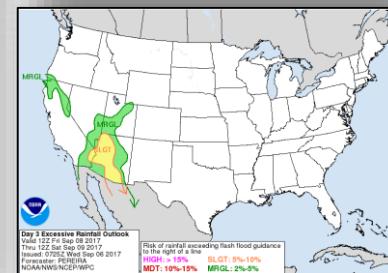 MRGL
MRGL
SLGT
Day 3 Excessive Rainfall Outlook
Valid 12Z Fri Sep 08 2017
Thru 12Z Sat Sep 09 2017
Issued: 0725Z Wed Sep 06 2017
Forecaster: PEREIRA
NOAA/NWS/NCEP/WPC
Risk of rainfall exceeding flash flood guidance
to the right of a line
HIGH: > 15% SLGT: 5%-10%
MDT: 10%-15% MRGL: 2%-5%